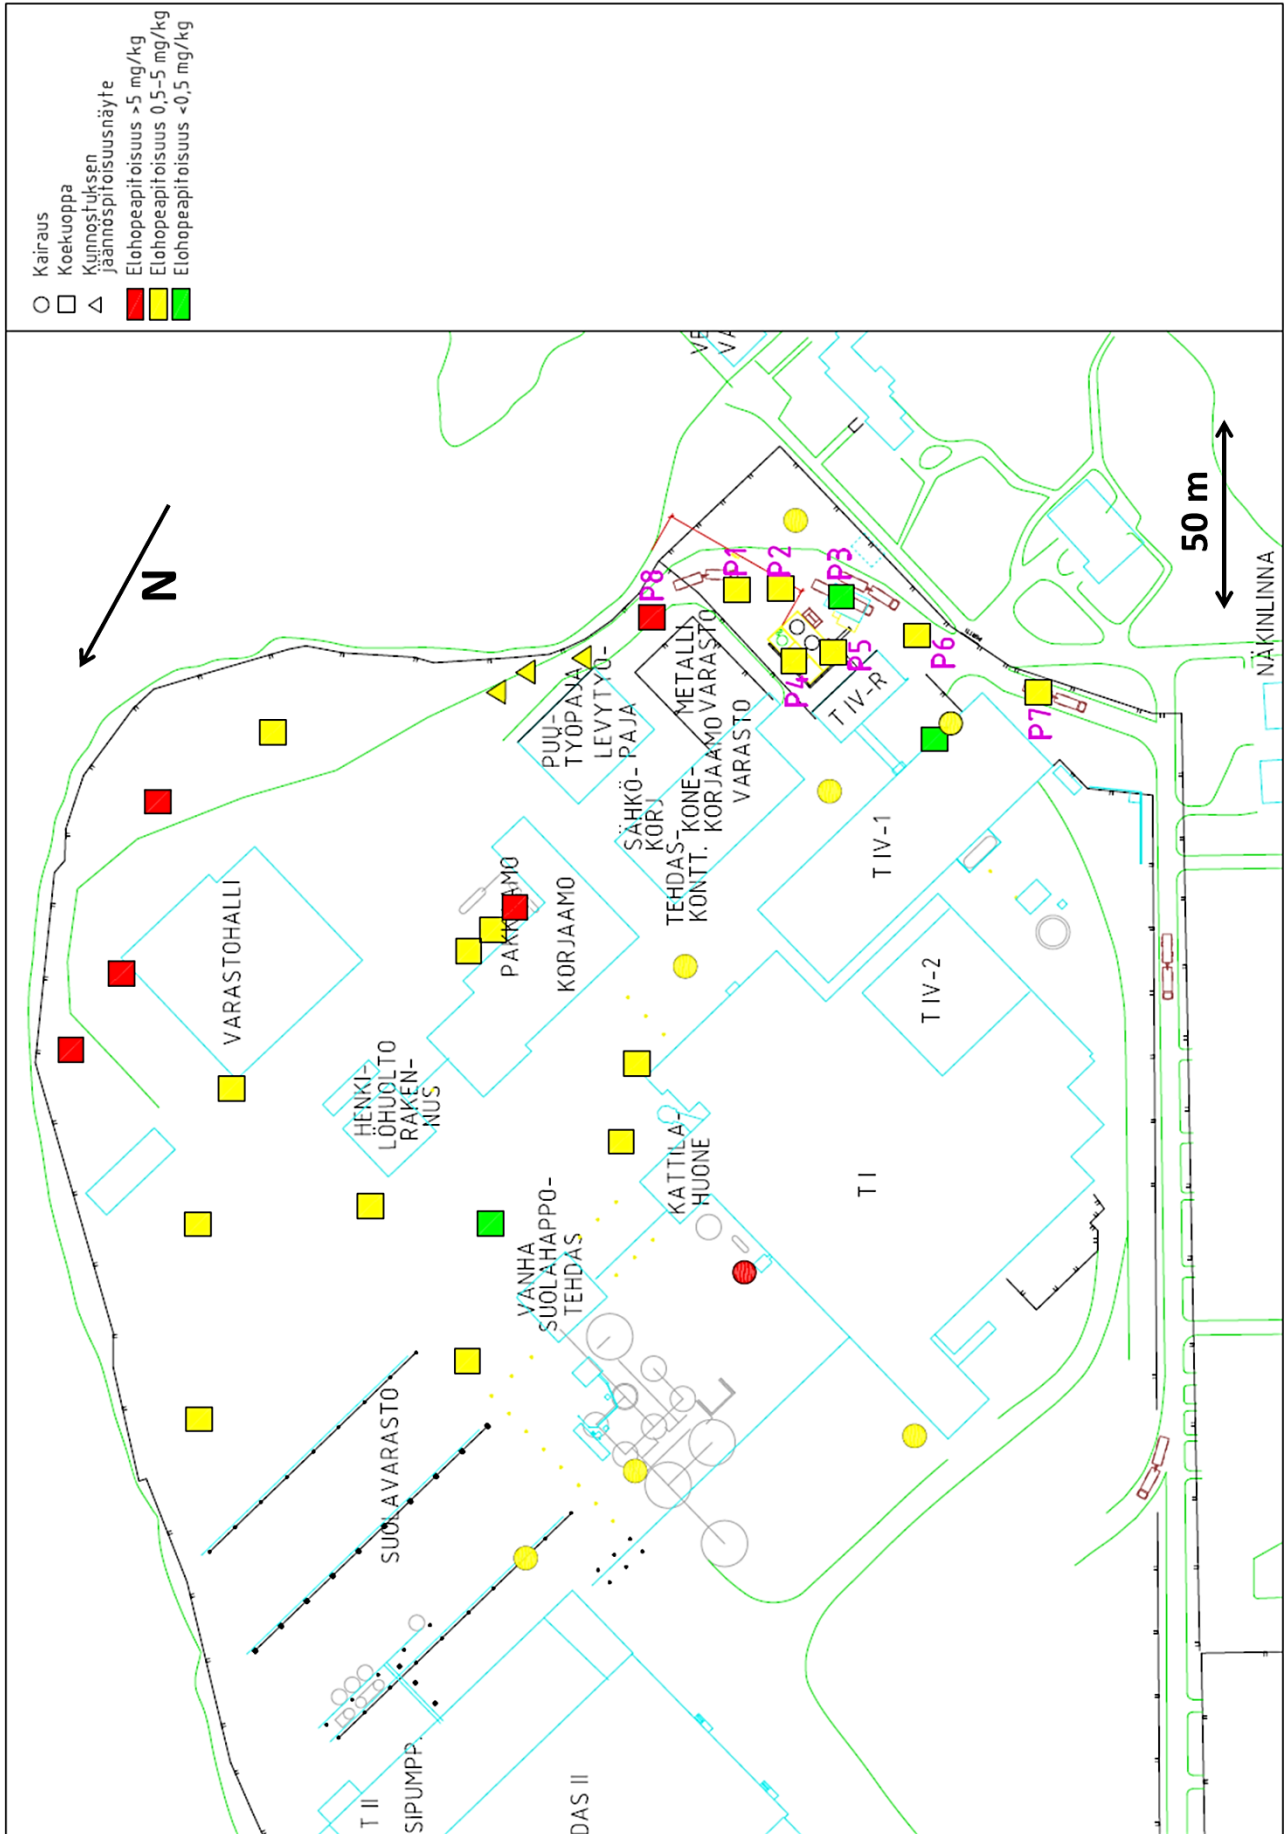 Kairaus
Koekuoppa
Kunnostuksen
jäännöspitoisuusnäyte
Elohopeapitoisuus >5 mg/kg
Elohopeapitoisuus 0,5-5 mg/kg
Elohopeapitoisuus <0,5 mg/kg
N
50 m
NÄKINLINNA
P8
P1
P2
P3
P4
P5
P6
P7
PUU-
TYÖPAJA
LEVYTYÖ-
PAJA
METALLI
VARASTO
T IV-R
SÄHKÖ-
KORJ
TEHDAS-
KONTT.
KONE-
KORJAAMO
VARASTO
T IV-1
PAKKAAMO
KORJAAMO
VARASTOHALLI
T IV-2
HENKI-
LÖHUOLTO
RAKEN-
NUS
KATTILA-
HUONE
T I
VANHA
SUOLAHAPPO-
TEHDAS
SUOLAVARASTO
T II
SIPUMPP.
DAS II